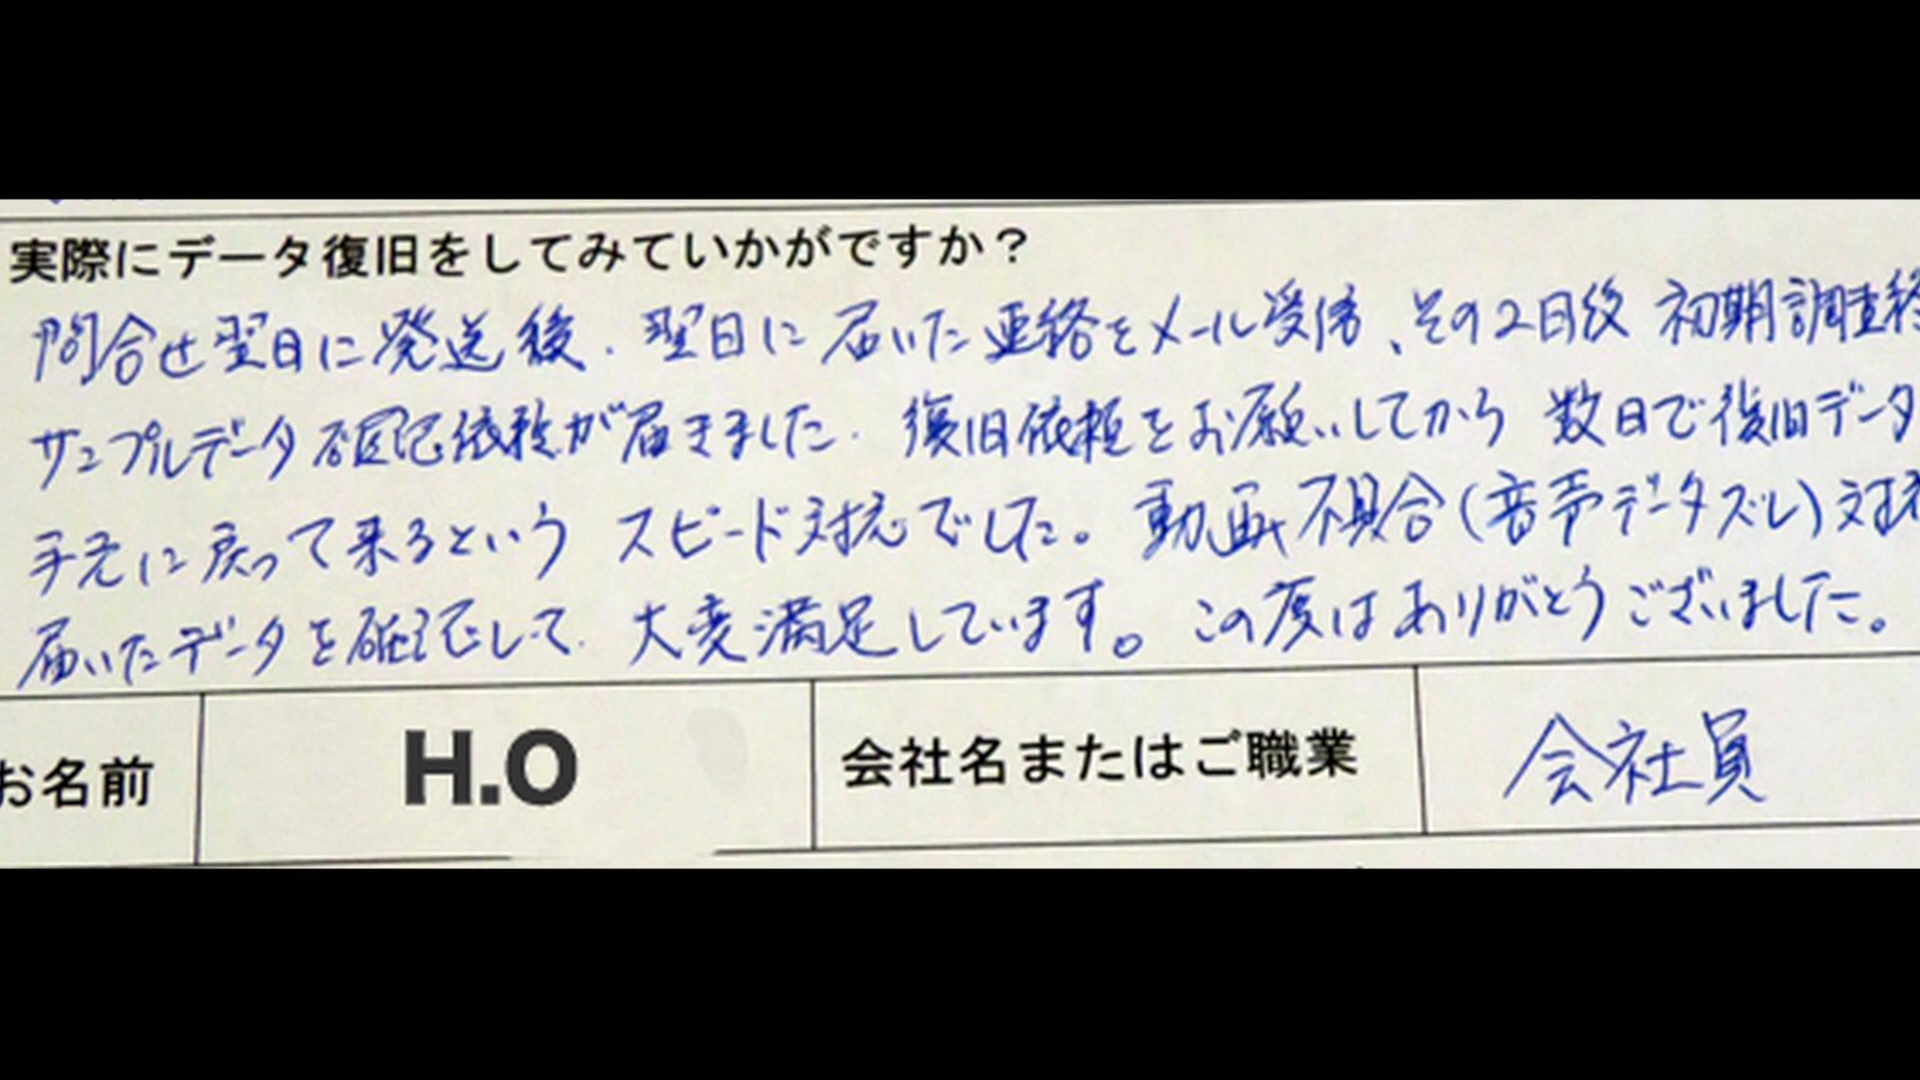 実際にデータ復旧をしてみていかがですか？
問合せ翌日に発送後、翌日に届いた連絡をメール受信、その2日後 初期調査終
サンプルデータ確認依頼が届きました。復旧依頼をお願いしてから 数日で復旧データ
手元に戻って来るという スピード対応でした。動画不具合(音声データズレ)対応
届いたデータを確認して、大変満足しています。この度はありがとうございました。
お名前 H.O 会社名またはご職業 会社員